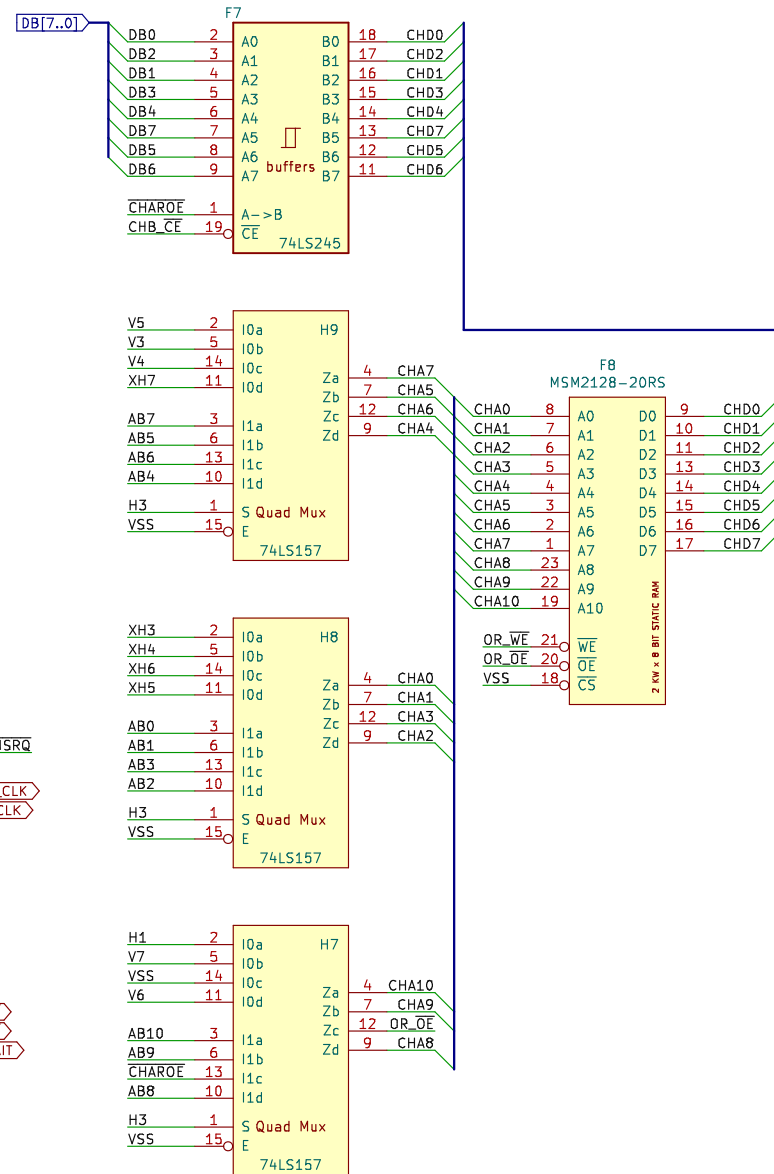 DB[7..0]
F7
DB0 2 A0 B0 18 CHD0
DB2 3 A1 B1 17 CHD2
DB1 4 A2 B2 16 CHD1
DB3 5 A3 B3 15 CHD3
DB4 6 A4 B4 14 CHD4
DB7 7 A5 B5 13 CHD7
DB5 8 A6 B6 12 CHD5
buffers
DB6 9 A7 B7 11 CHD6
CHAROE 1 A->B
CHB_CE 19 CE
74LS245
V5 2 I0a H9
V3 5 I0b
V4 14 I0c
XH7 11 I0d
Za 4 CHA7
Zb 7 CHA5
Zc 12 CHA6
Zd 9 CHA4
AB7 3 I1a
AB5 6 I1b
AB6 13 I1c
AB4 10 I1d
H3 1 S Quad Mux
VSS 15 E
74LS157
F8
MSM2128-20RS
CHA0 8 A0 D0 9 CHD0
CHA1 7 A1 D1 10 CHD1
CHA2 6 A2 D2 11 CHD2
CHA3 5 A3 D3 13 CHD3
CHA4 4 A4 D4 14 CHD4
CHA5 3 A5 D5 15 CHD5
CHA6 2 A6 D6 16 CHD6
CHA7 1 A7 D7 17 CHD7
CHA8 23 A8
CHA9 22 A9
CHA10 19 A10
OR_WE 21 WE
OR_OE 20 OE
VSS 18 CS
2 KW x 8 BIT STATIC RAM
XH3 2 I0a H8
XH4 5 I0b
XH6 14 I0c
XH5 11 I0d
Za 4 CHA0
Zb 7 CHA1
Zc 12 CHA3
Zd 9 CHA2
AB0 3 I1a
AB1 6 I1b
AB3 13 I1c
AB2 10 I1d
H3 1 S Quad Mux
VSS 15 E
74LS157
SRQ
_CLK
CLK
H1 2 I0a H7
V7 5 I0b
VSS 14 I0c
V6 11 I0d
Za 4 CHA10
Zb 7 CHA9
Zc 12 OR_OE
Zd 9 CHA8
AB10 3 I1a
AB9 6 I1b
CHAROE 13 I1c
AB8 10 I1d
H3 1 S Quad Mux
VSS 15 E
74LS157
IT